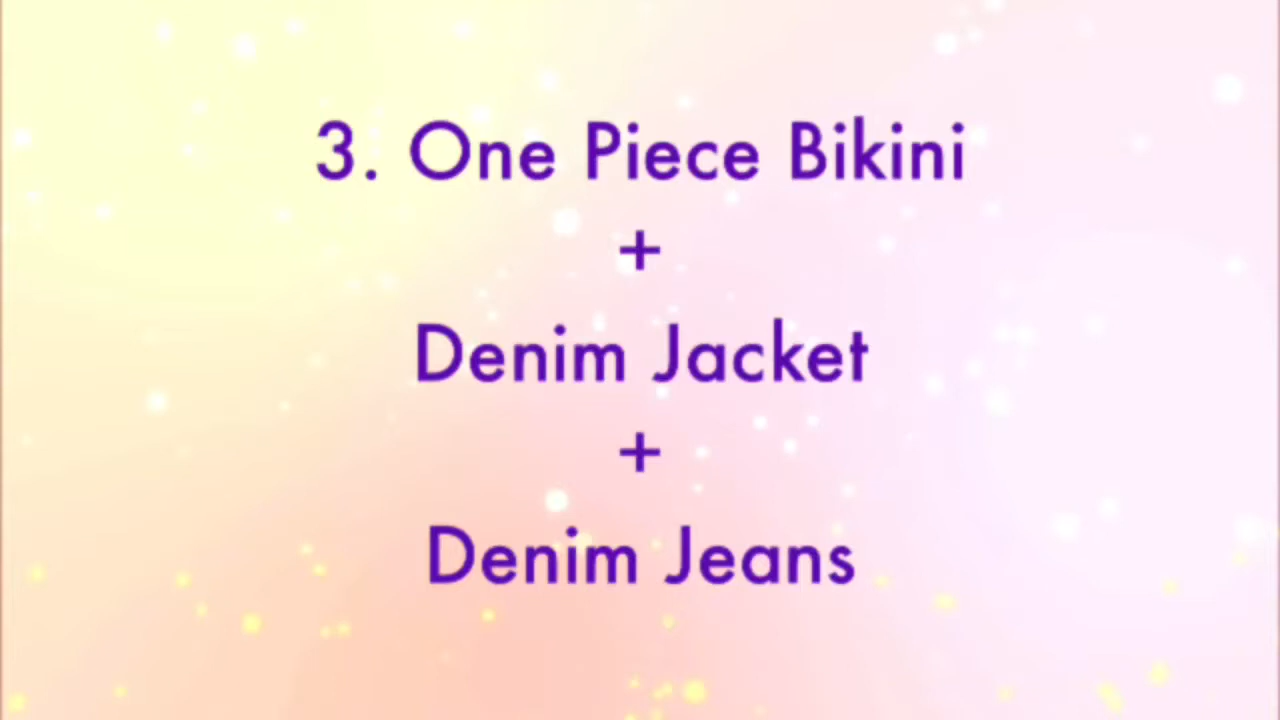 3. One Piece Bikini
+
Denim Jacket
+
Denim Jeans